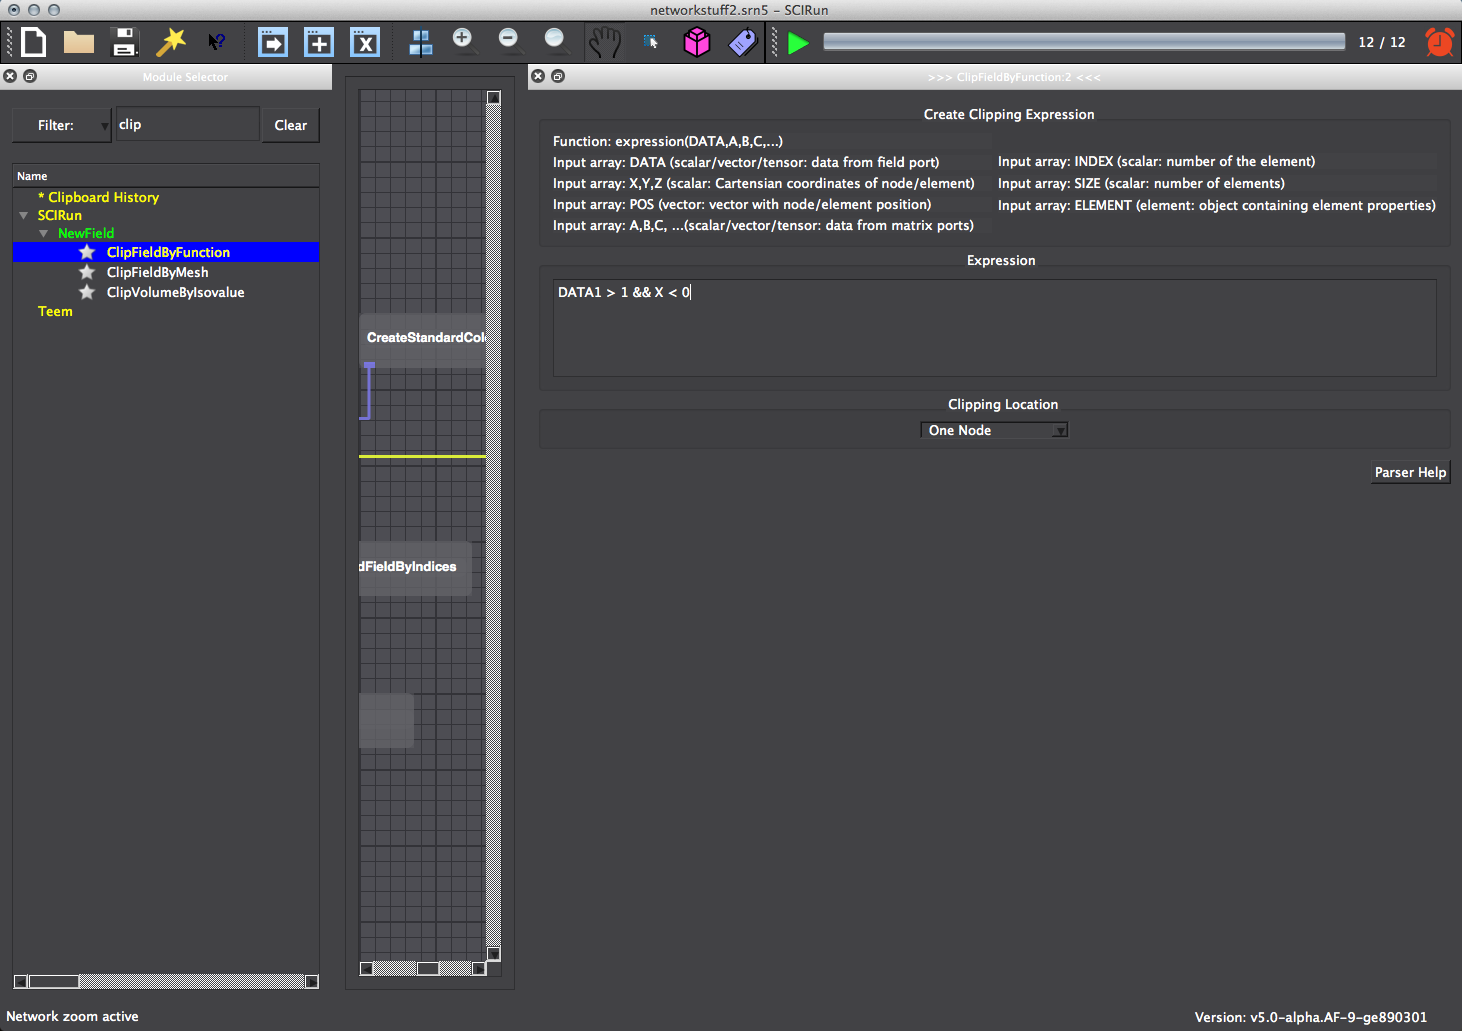 networkstuff2.srn5 – SCIRun
12 / 12
Module Selector
>>> ClipFieldByFunction:2 <<<
Filter:
clip
Clear
Name
* Clipboard History
SCIRun
NewField
ClipFieldByFunction
ClipFieldByMesh
ClipVolumeByIsovalue
Teem
CreateStandardCol
dFieldByIndices
Create Clipping Expression
Function: expression(DATA,A,B,C,...)
Input array: DATA (scalar/vector/tensor: data from field port)
Input array: X,Y,Z (scalar: Cartesian coordinates of node/element)
Input array: POS (vector: vector with node/element position)
Input array: A,B,C, ...(scalar/vector/tensor: data from matrix ports)
Input array: INDEX (scalar: number of the element)
Input array: SIZE (scalar: number of elements)
Input array: ELEMENT (element: object containing element properties)
Expression
DATA1 > 1 && X < 0
Clipping Location
One Node
Parser Help
Network zoom active
Version: v5.0-alpha.AF-9-ge890301